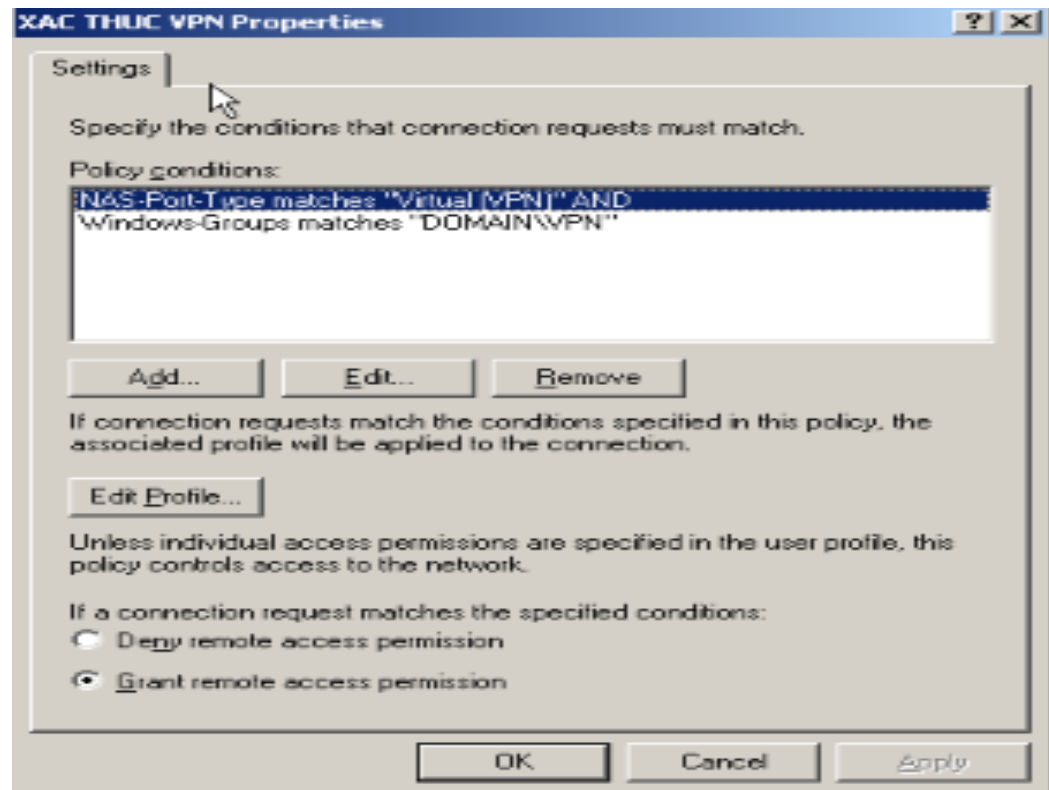 XAC THUC VPN Properties
Settings
Specify the conditions that connection requests must match.
Policy conditions:
NAS-Port-Type matches "Virtual (VPN)" AND
Windows-Groups matches "DOMAIN\VPN"
Add... Edit... Remove
If connection requests match the conditions specified in this policy, the
associated profile will be applied to the connection.
Edit Profile...
Unless individual access permissions are specified in the user profile, this
policy controls access to the network.
If a connection request matches the specified conditions:
Deny remote access permission
Grant remote access permission
OK Cancel Apply